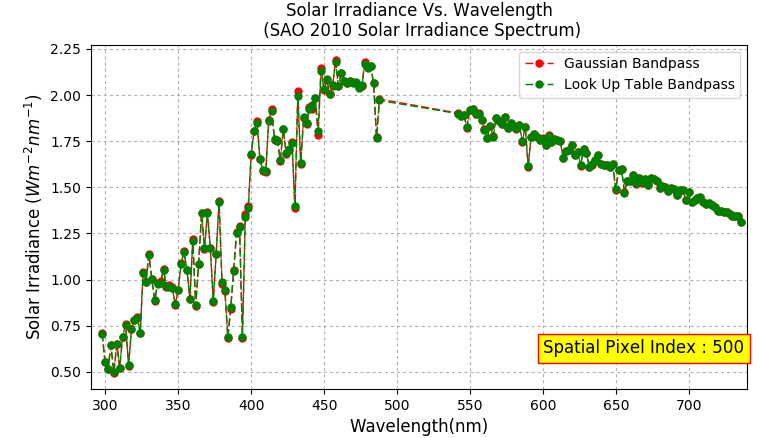 Solar Irradiance Vs. Wavelength
(SAO 2010 Solar Irradiance Spectrum)
Gaussian Bandpass
Look Up Table Bandpass
Solar Irradiance (Wm⁻²nm⁻¹)
2.25
2.00
1.75
1.50
1.25
1.00
0.75
0.50
Spatial Pixel Index : 500
300 350 400 450 500 550 600 650 700
Wavelength(nm)